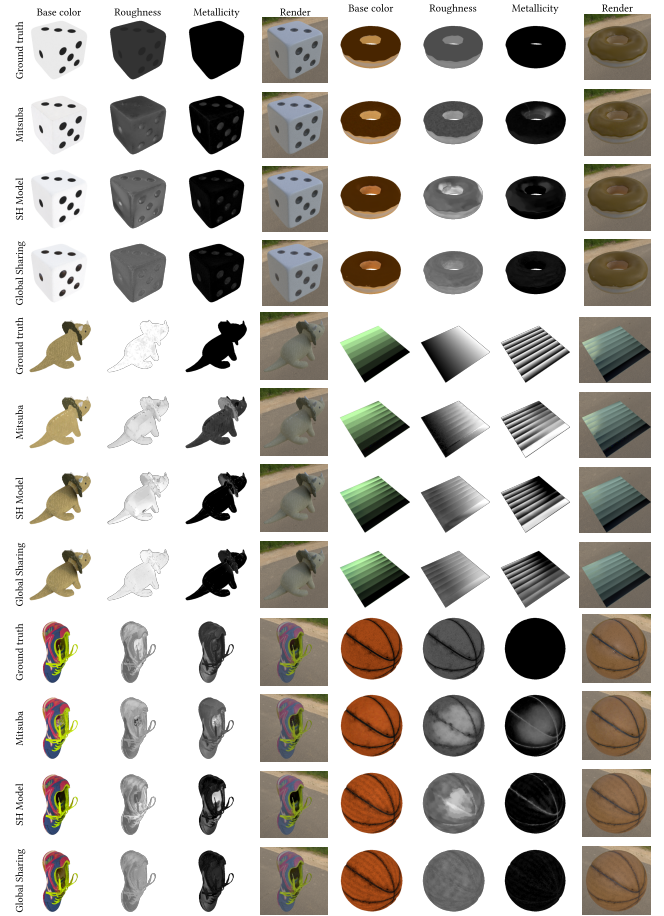 Base color Roughness Metallicity Render Base color Roughness Metallicity Render
Ground truth
Mitsuba
SH Model
Global Sharing
Ground truth
Mitsuba
SH Model
Global Sharing
Ground truth
Mitsuba
SH Model
Global Sharing